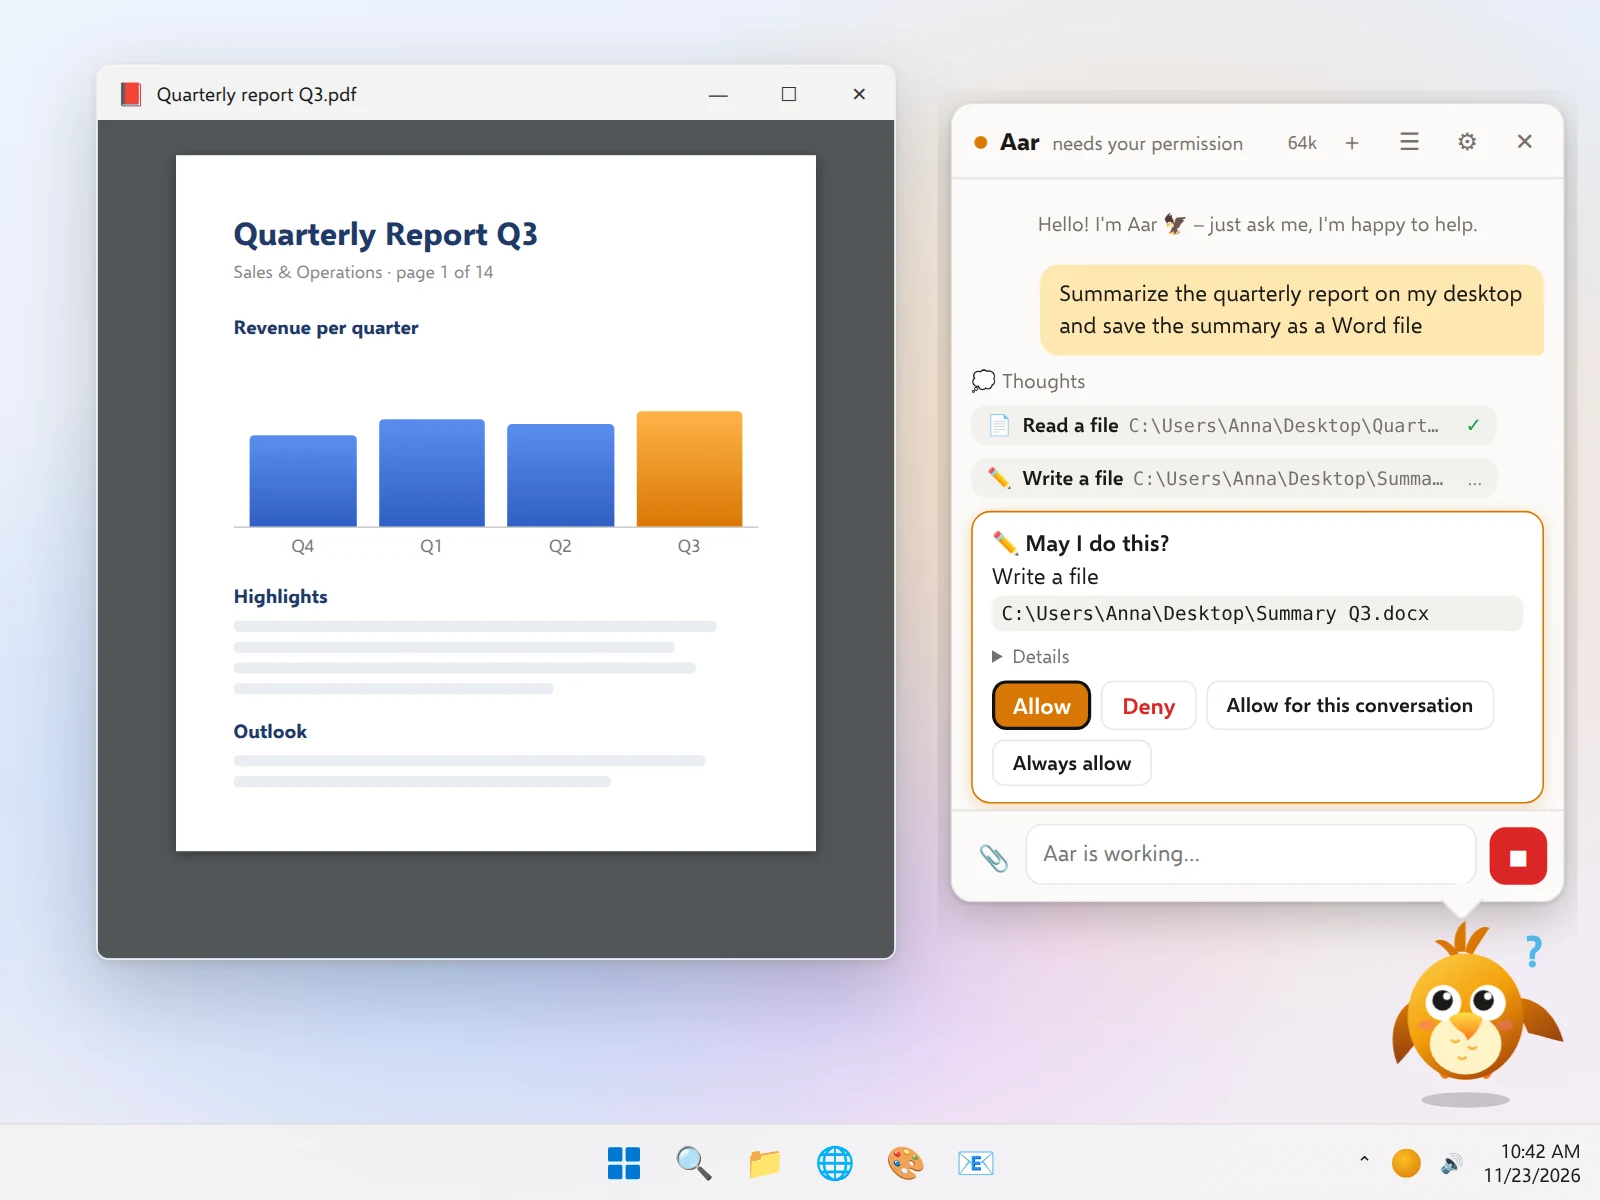 Quarterly report Q3.pdf
Quarterly Report Q3
Sales & Operations · page 1 of 14
Revenue per quarter
Q4 Q1 Q2 Q3
Highlights
Outlook
Aar needs your permission 64k
Hello! I'm Aar 🦅 – just ask me, I'm happy to help.
Summarize the quarterly report on my desktop
and save the summary as a Word file
Thoughts
Read a file C:\Users\Anna\Desktop\Quart…
Write a file C:\Users\Anna\Desktop\Summa… …
May I do this?
Write a file
C:\Users\Anna\Desktop\Summary Q3.docx
Details
Allow Deny Allow for this conversation
Always allow
Aar is working…
?
10:42 AM
11/23/2026